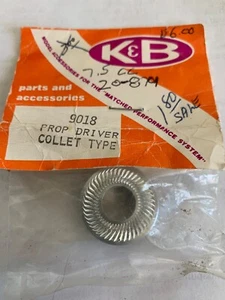 $6.00
K&B
MODEL ACCESSORIES FOR THE "MATCHED PERFORMANCE SYSTEM"
7.5 CC
parts and
accessories
SALE
9018
PROP DRIVER
COLLET TYPE